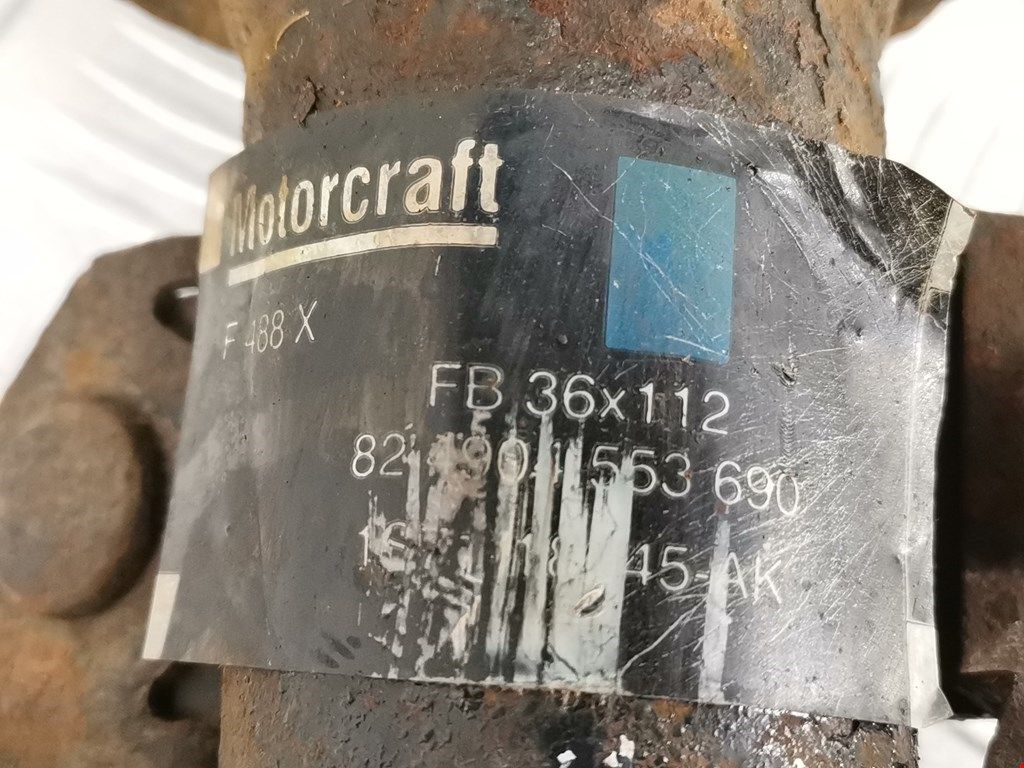 Motorcraft
F 488 X
FB 36x112
553 690
45-AK